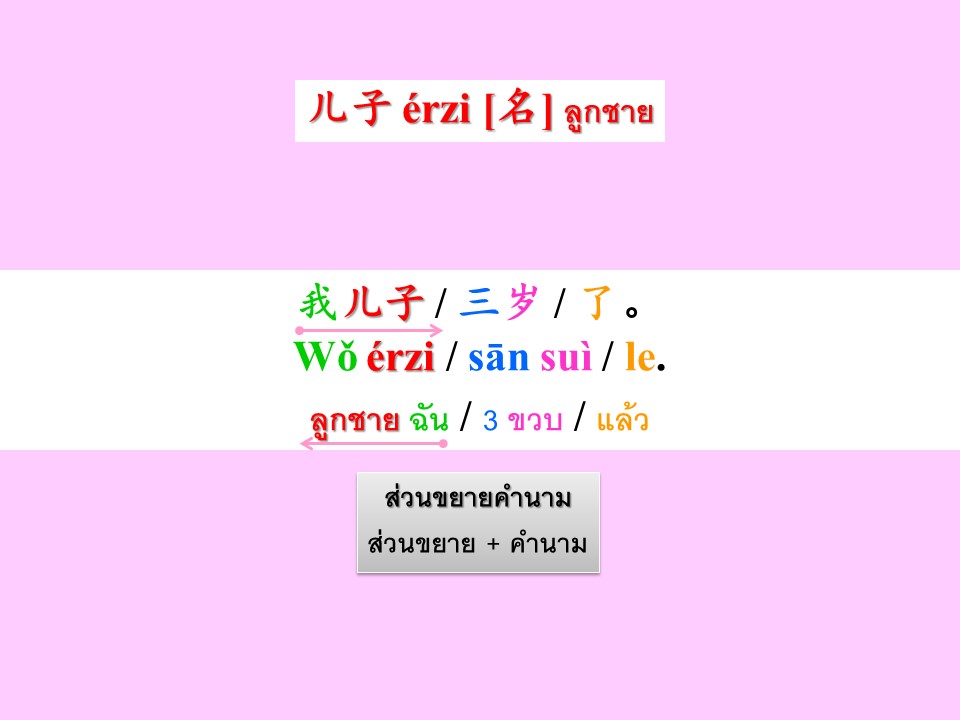 儿子 érzi [名] ลูกชาย
我 儿子 / 三岁 / 了 。
Wǒ érzi / sān suì / le.
ลูกชาย ฉัน / 3 ขวบ / แล้ว
ส่วนขยายคำนาม
ส่วนขยาย + คำนาม